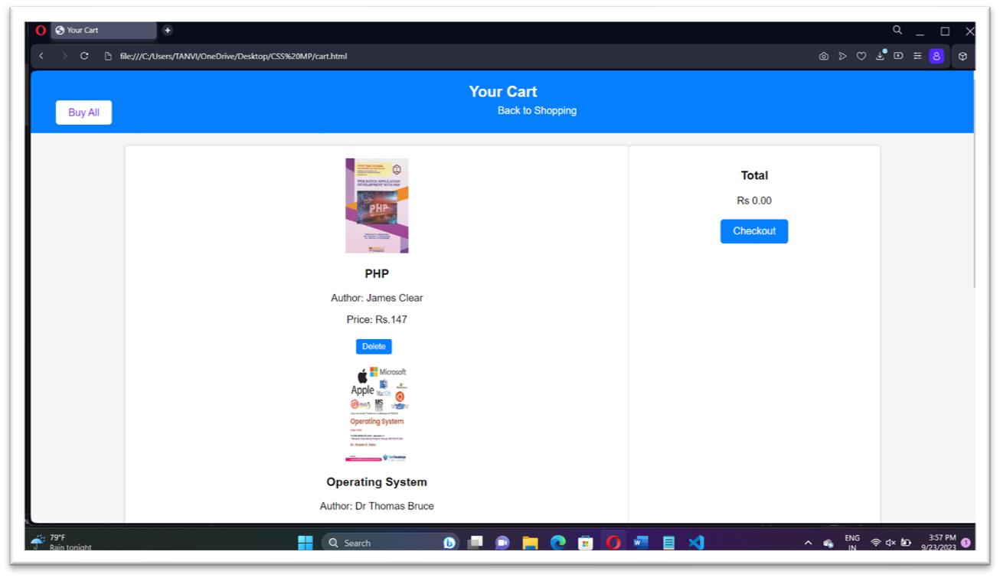 Your Cart
file:///C:/Users/TANVI/OneDrive/Desktop/CSS%20MP/cart.html
Your Cart
Back to Shopping
Buy All
WEB BASED APPLICATION
DEVELOPMENT WITH PHP
PHP
PHP
Author: James Clear
Price: Rs.147
Delete
Microsoft
Apple
Mac OS
MS
Operating System
Operating System
Author: Dr Thomas Bruce
Total
Rs 0.00
Checkout
79°F
Rain tonight
Search
ENG
IN
3:57 PM
9/23/2023
1